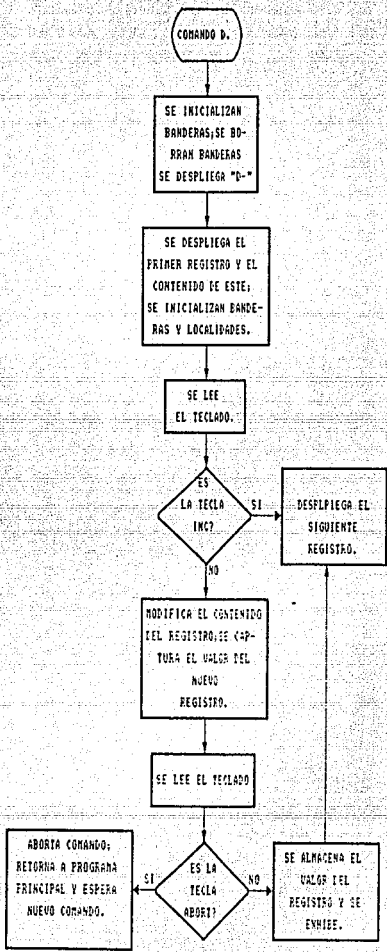 COMANDO D.
SE INICIALIZAN
BANDERAS;SE BO-
RRAN BANDERAS
SE DESPLIEGA "D-"
SE DESPLIEGA EL
PRIMER REGISTRO Y EL
CONTENIDO DE ESTE;
SE INICIALIZAN BANDE-
RAS Y LOCALIDADES.
SE LEE
EL TECLADO.
ES
LA TECLA
INC?
SI
DESPLPIEGA EL
SIGUIENTE
REGISTRO.
NO
MODIFICA EL CONTENIDO
DEL REGISTRO;SE CAP-
TURA EL VALOR DEL
NUEVO
REGISTRO.
SE LEE EL TECLADO
ABORTA COMANDO;
RETORNA A PROGRAMA
PRINCIPAL Y ESPERA
NUEVO COMANDO.
SI
ES LA
TECLA
ABORT?
NO
SE ALMACENA EL
VALOR DEL
REGISTRO Y SE
EXHIBE.